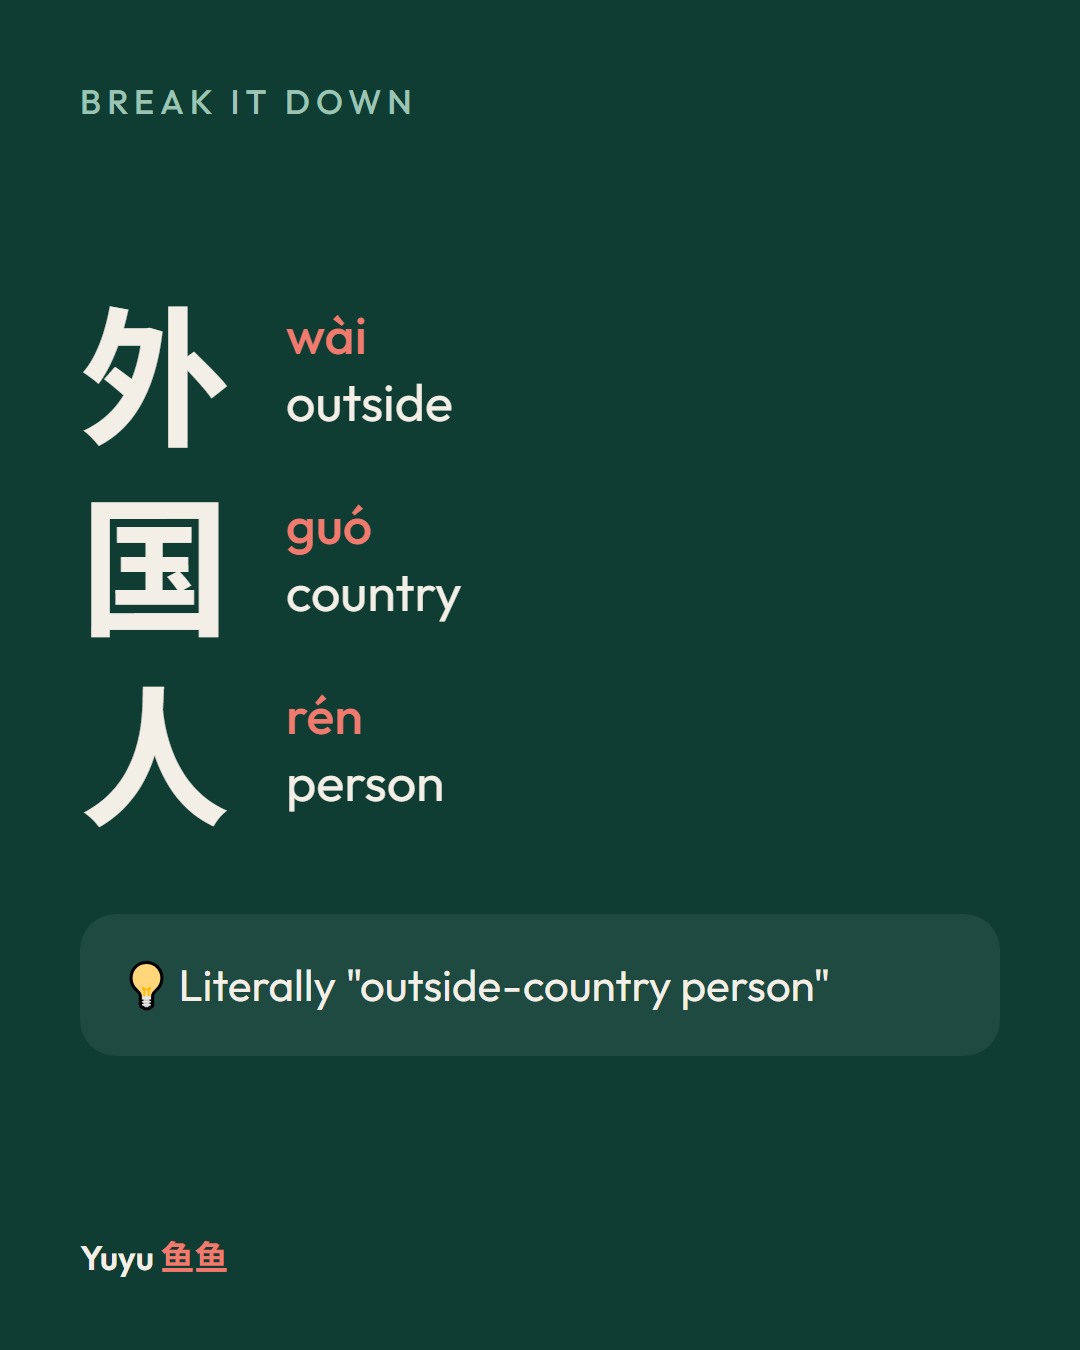 BREAK IT DOWN
外
wài
outside
国
guó
country
人
rén
person
💡 Literally "outside-country person"
Yuyu 鱼鱼